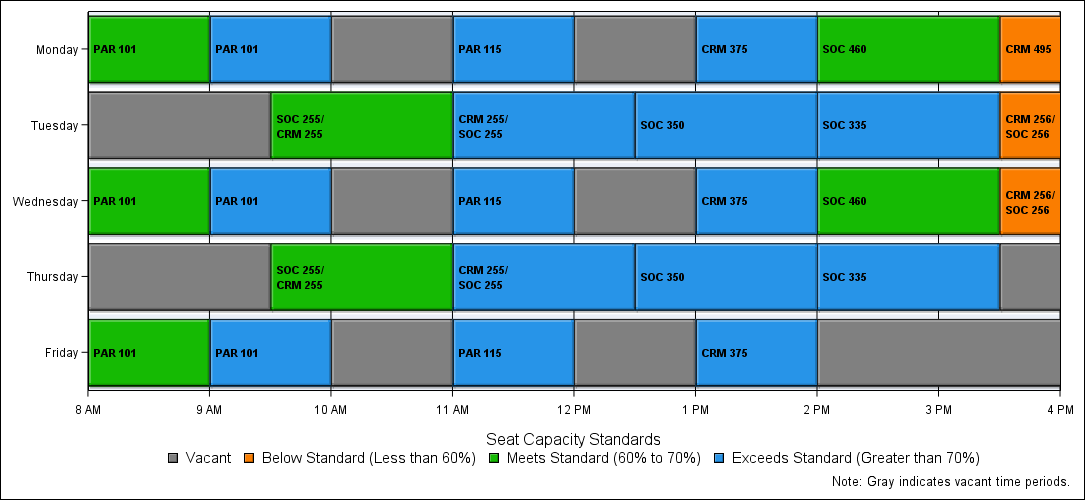 Monday
PAR 101
PAR 101
PAR 115
CRM 375
SOC 460
CRM 495
Tuesday
SOC 255/
CRM 255
CRM 255/
SOC 255
SOC 350
SOC 335
CRM 256/
SOC 256
Wednesday
PAR 101
PAR 101
PAR 115
CRM 375
SOC 460
CRM 256/
SOC 256
Thursday
SOC 255/
CRM 255
CRM 255/
SOC 255
SOC 350
SOC 335
Friday
PAR 101
PAR 101
PAR 115
CRM 375
8 AM 9 AM 10 AM 11 AM 12 PM 1 PM 2 PM 3 PM 4 PM
Seat Capacity Standards
Vacant Below Standard (Less than 60%) Meets Standard (60% to 70%) Exceeds Standard (Greater than 70%)
Note: Gray indicates vacant time periods.